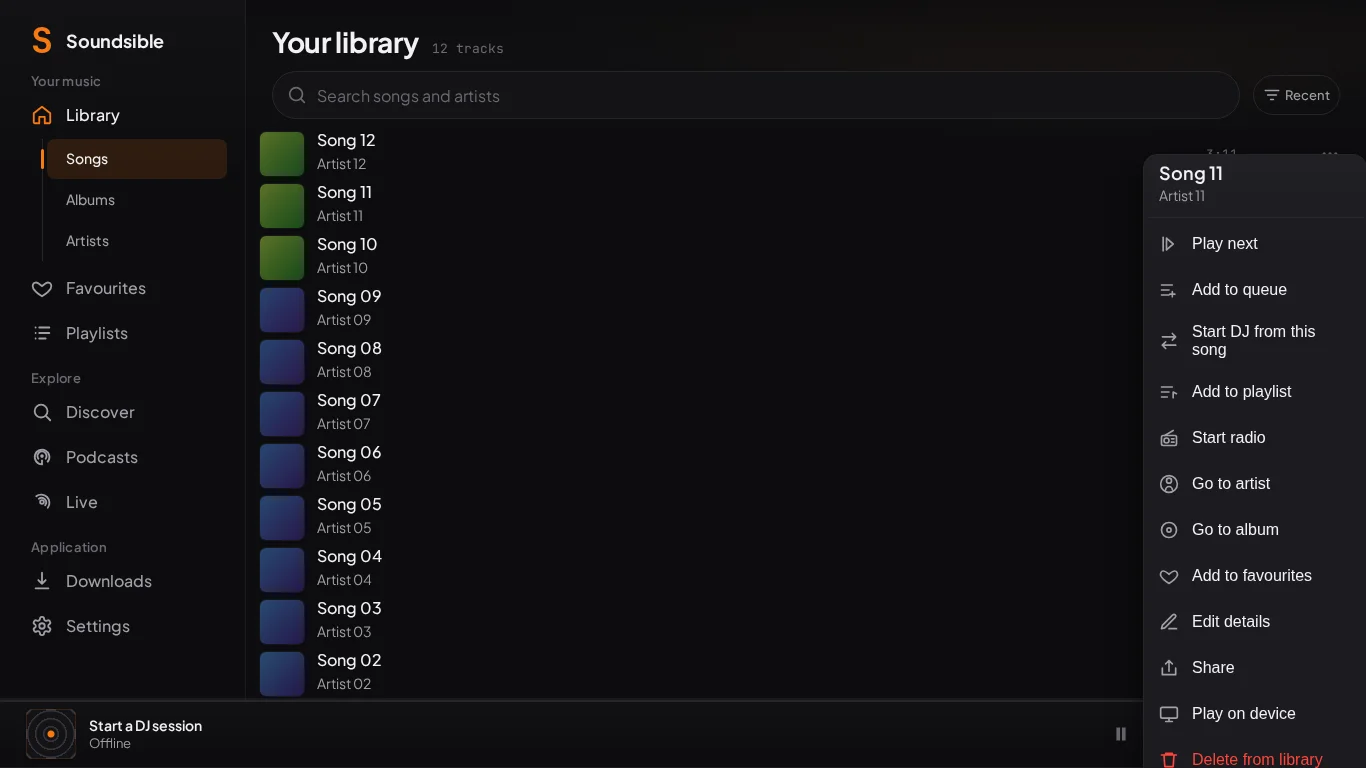 Soundsible
Your music
Library
Songs
Albums
Artists
Favourites
Playlists
Explore
Discover
Podcasts
Live
Application
Downloads
Settings
Your library 12 tracks
Search songs and artists
Recent
Song 12
Artist 12
Song 11
Artist 11
Song 10
Artist 10
Song 09
Artist 09
Song 08
Artist 08
Song 07
Artist 07
Song 06
Artist 06
Song 05
Artist 05
Song 04
Artist 04
Song 03
Artist 03
Song 02
Artist 02
Song 11
Artist 11
Play next
Add to queue
Start DJ from this
song
Add to playlist
Start radio
Go to artist
Go to album
Add to favourites
Edit details
Share
Play on device
Delete from library
Start a DJ session
Offline